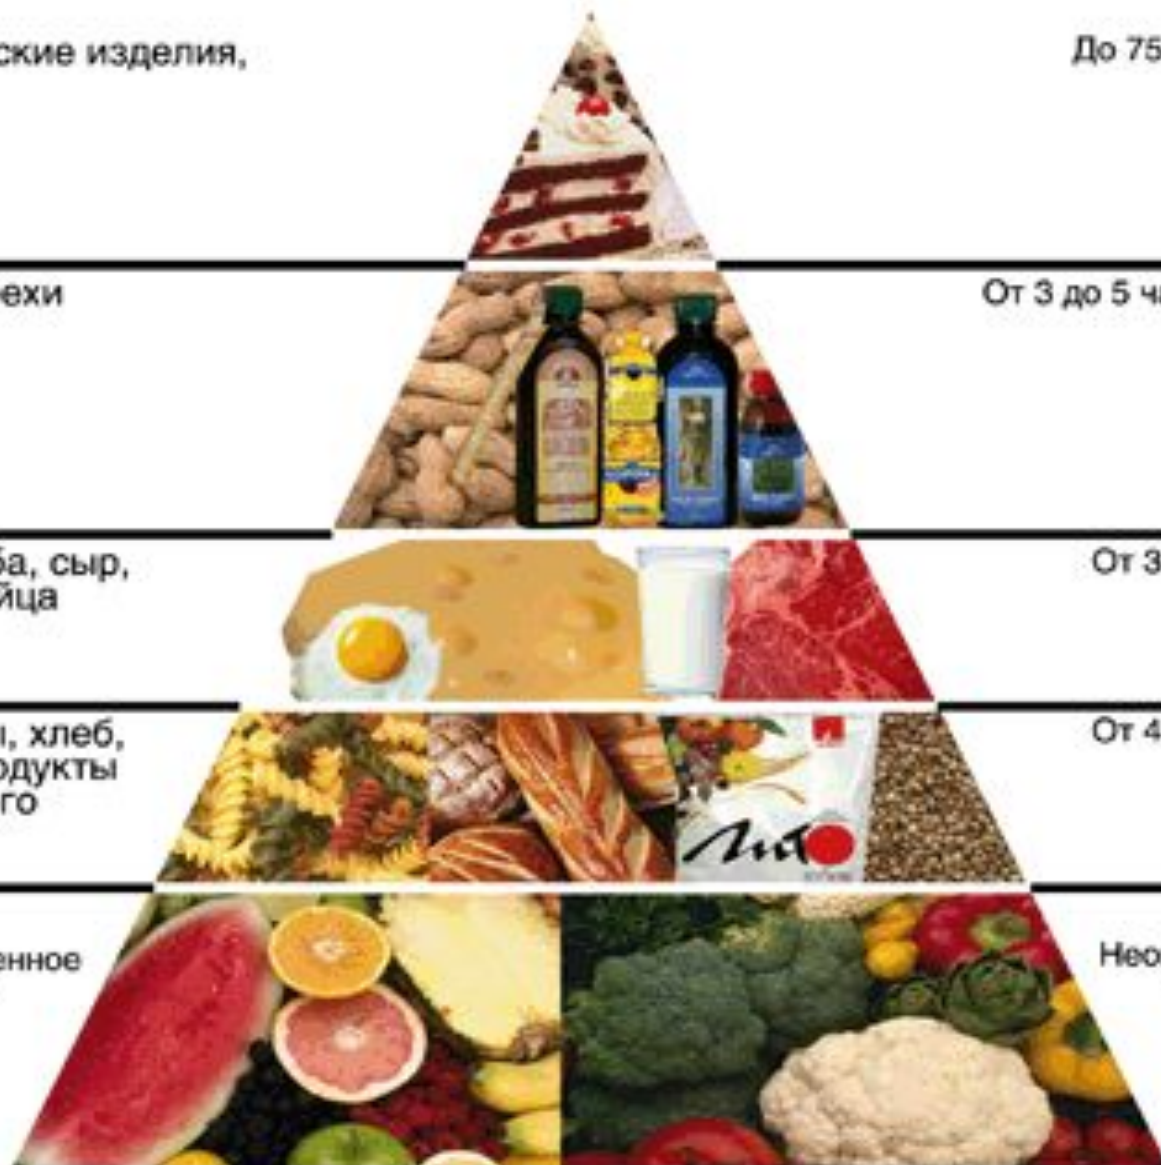 ские изделия,
До 75
ехи
От 3 до 5 ч
ба, сыр,
йца
От 3
, хлеб,
одукты
го
От 4
Лито
енное
Нео